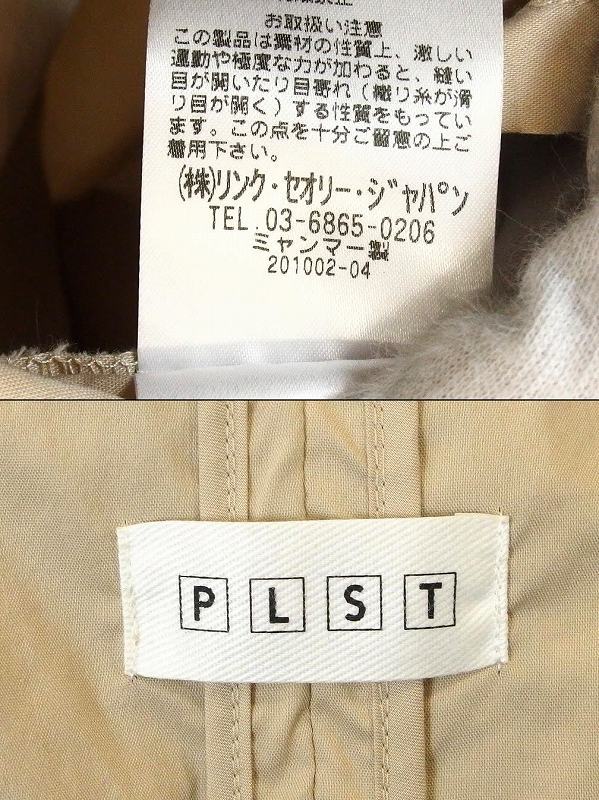 お取扱い注意
この製品は素材の性質上、激しい
運動や極度な力が加わると、縫い
目が開いたり目寄れ（織り糸が滑
り目が開く）する性質をもってい
ます。この点を十分ご留意の上ご
着用下さい。
(株)リンク・セオリー・ジャパン
TEL.03-6865-0206
ミャンマー製
201002-04
P L S T